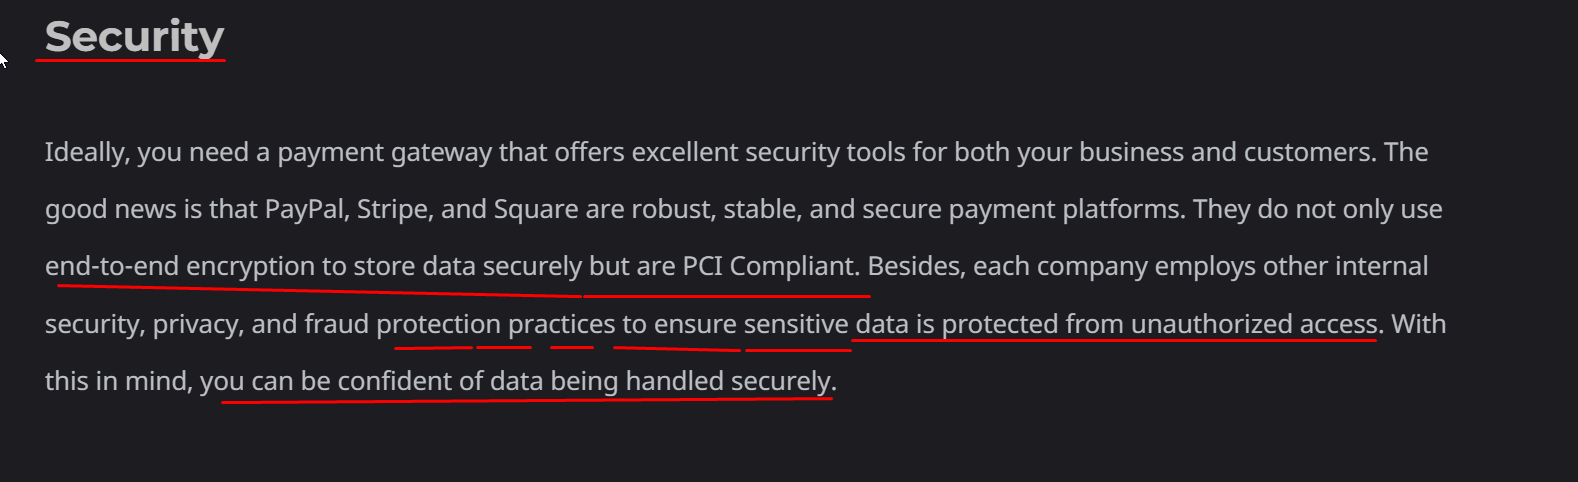 Security
Ideally, you need a payment gateway that offers excellent security tools for both your business and customers. The
good news is that PayPal, Stripe, and Square are robust, stable, and secure payment platforms. They do not only use
end-to-end encryption to store data securely but are PCI Compliant. Besides, each company employs other internal
security, privacy, and fraud protection practices to ensure sensitive data is protected from unauthorized access. With
this in mind, you can be confident of data being handled securely.